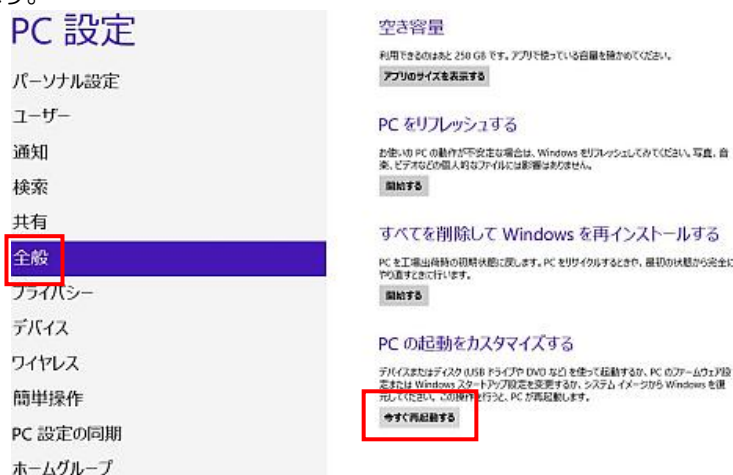 す。
PC 設定
パーソナル設定
ユーザー
通知
検索
共有
全般
プライバシー
デバイス
ワイヤレス
簡単操作
PC 設定の同期
ホームグループ
空き容量
利用できるのはあと 250 GB です。アプリで使っている容量を確かめてください。
アプリのサイズを表示する
PC をリフレッシュする
お使いの PC の動作が不安定な場合は、Windows をリフレッシュしてみてください。写真、音
楽、ビデオなどの個人的なファイルには影響はありません。
開始する
すべてを削除して Windows を再インストールする
PC を工場出荷時の初期状態に戻します。PC をリサイクルするときや、最初の状態から完全に
やり直すときに行います。
開始する
PC の起動をカスタマイズする
デバイスまたはディスク (USB ドライブや DVD など) を使って起動するか、PC のファームウェア設
定または Windows スタートアップ設定を変更するか、システム イメージから Windows を復
元してください。この操作を行うと、PC が再起動します。
今すぐ再起動する